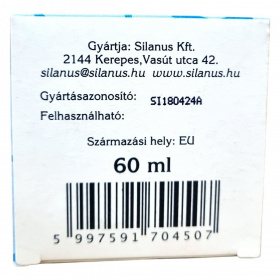 Gyártja: Silanus Kft.
2144 Kerepes,Vasút utca 42.
silanus@silanus.hu www.silanus.hu
Gyártásazonosító: SI180424A
Felhasználható:
Származási hely: EU
60 ml
5 997591 704507